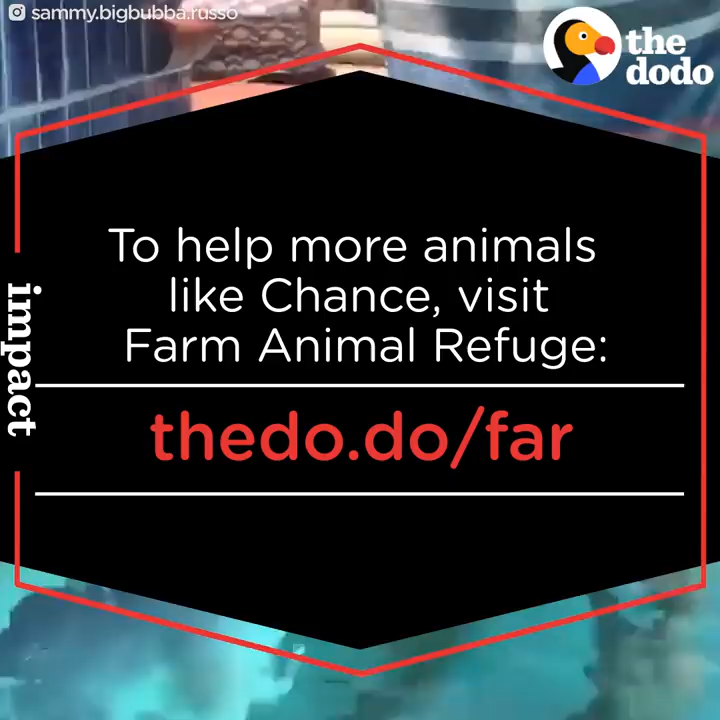 sammy.bigbubba.russo
the
dodo
To help more animals
like Chance, visit
Farm Animal Refuge:
impact
thedo.do/far